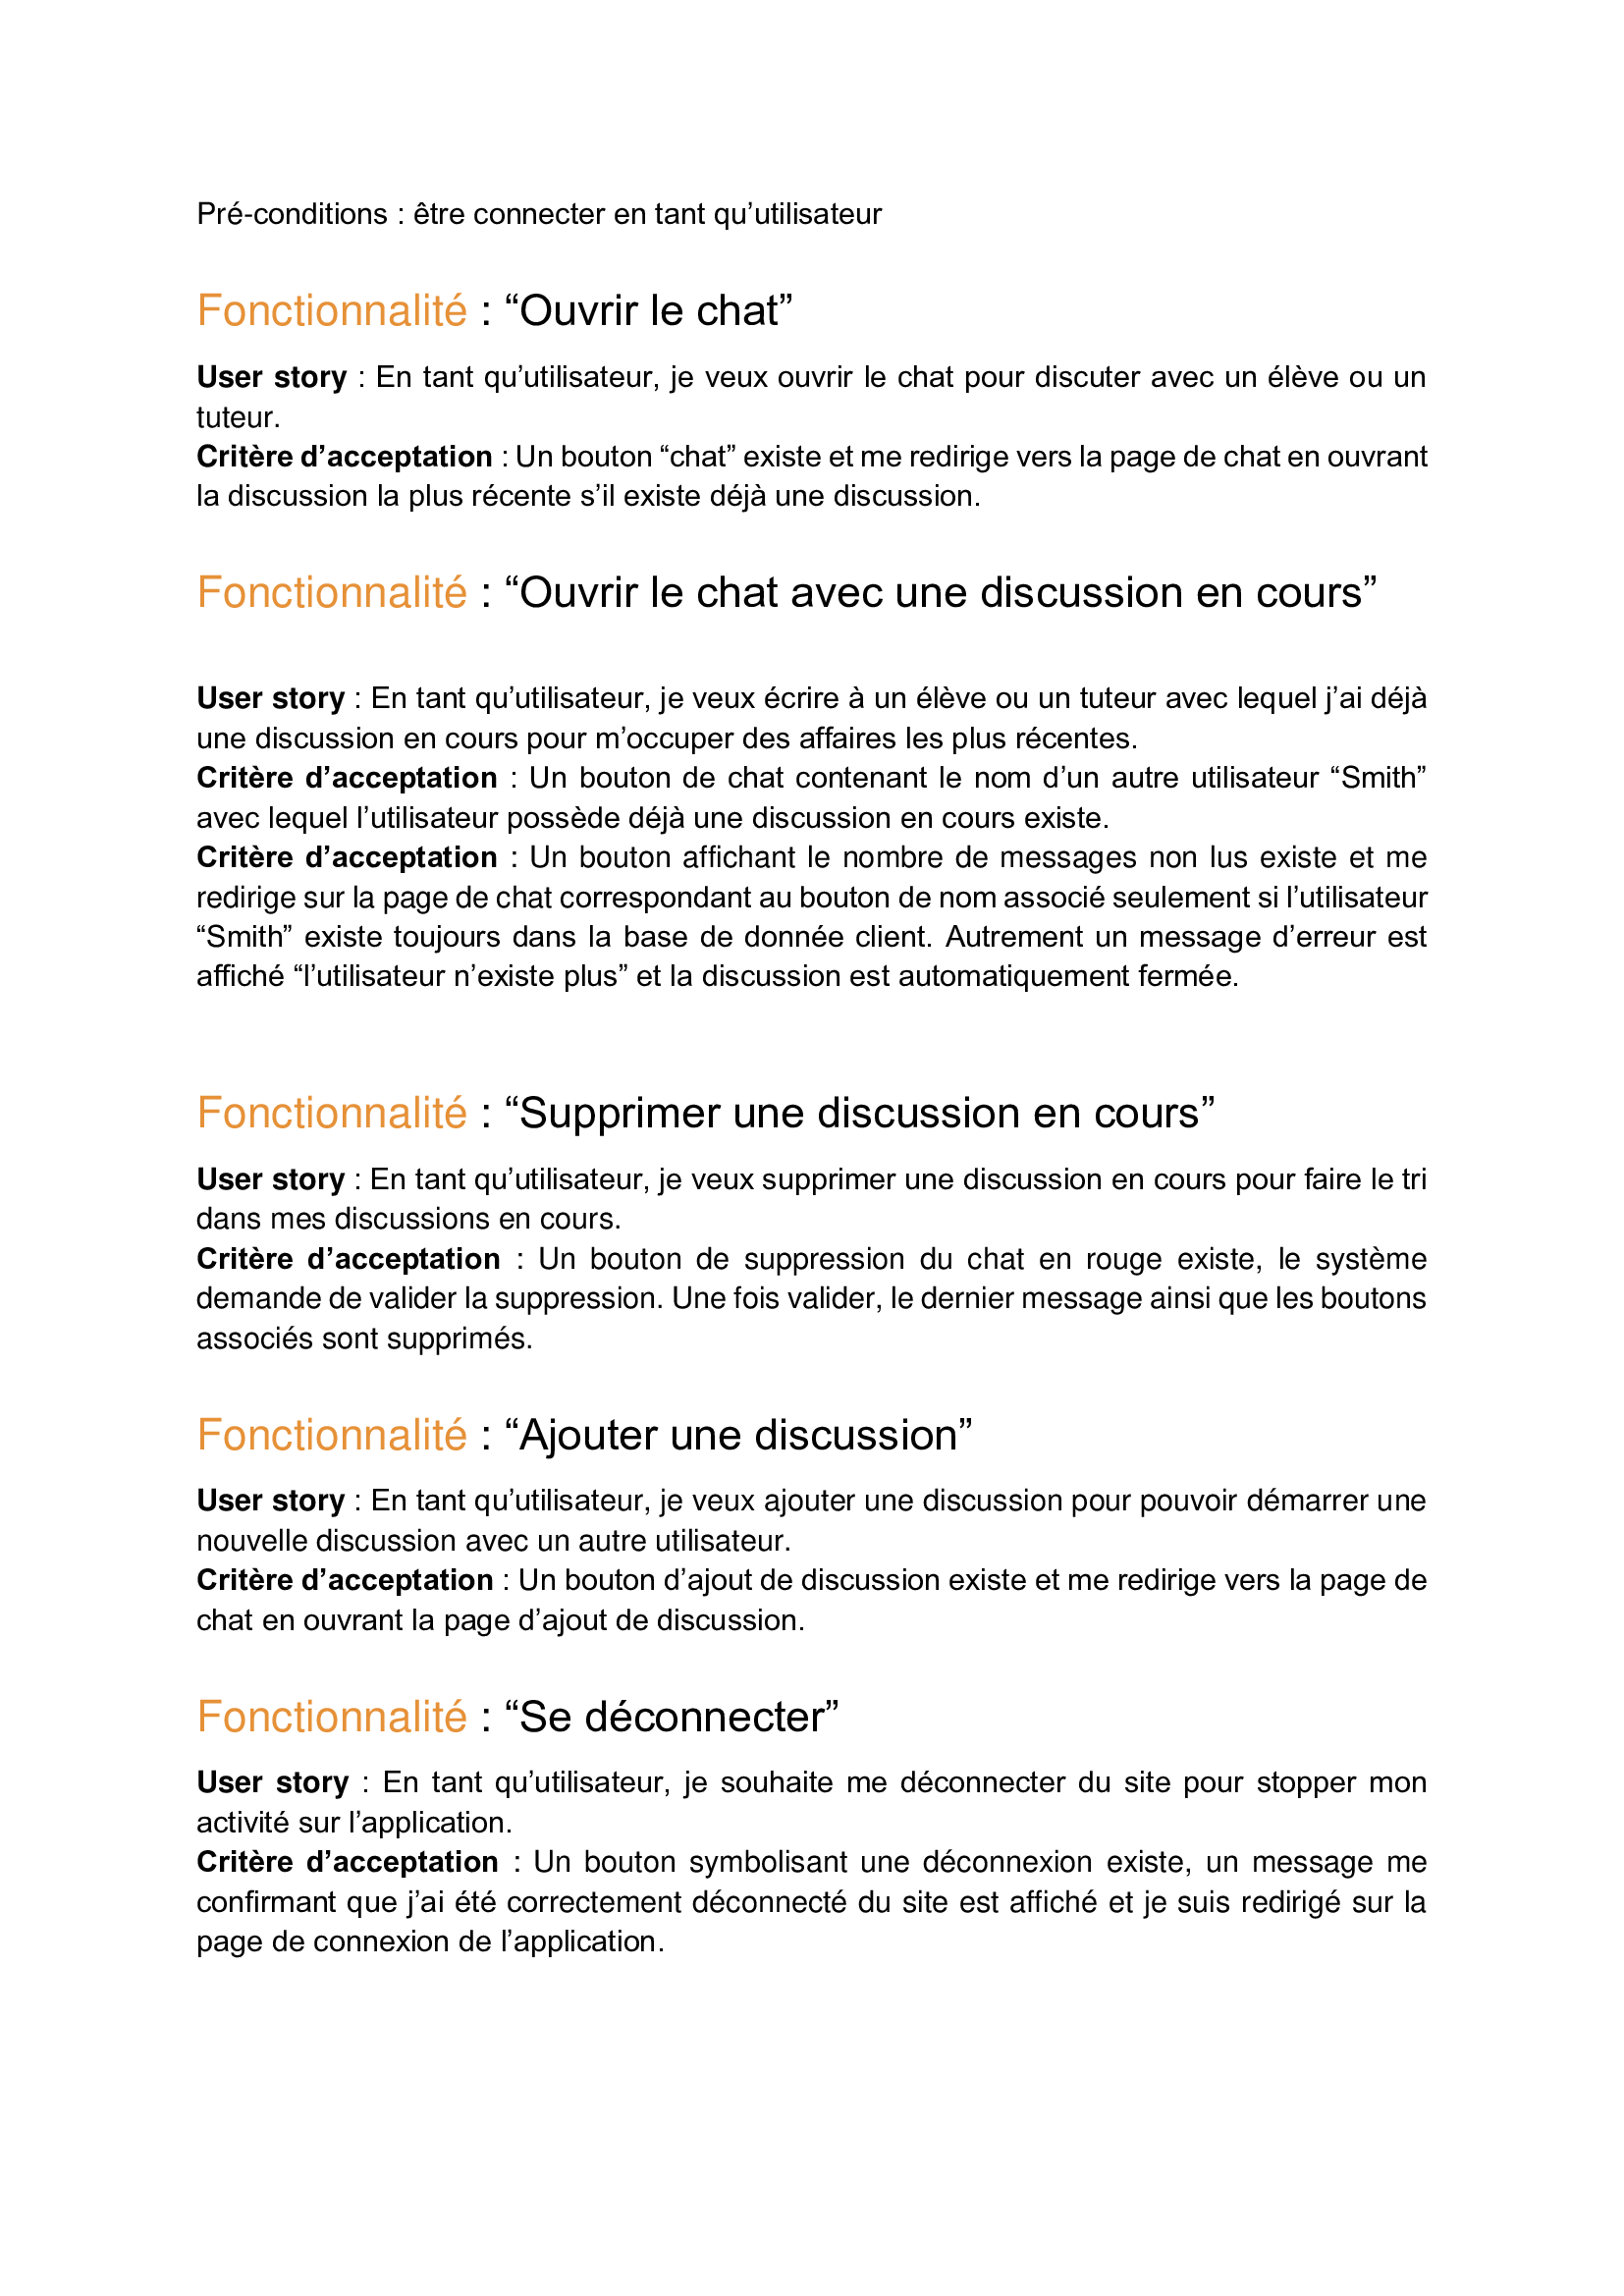 Pré-conditions : être connecter en tant qu’utilisateur
Fonctionnalité : “Ouvrir le chat”
User story : En tant qu’utilisateur, je veux ouvrir le chat pour discuter avec un élève ou un
tuteur.
Critère d’acceptation : Un bouton “chat” existe et me redirige vers la page de chat en ouvrant
la discussion la plus récente s’il existe déjà une discussion.
Fonctionnalité : “Ouvrir le chat avec une discussion en cours”
User story : En tant qu’utilisateur, je veux écrire à un élève ou un tuteur avec lequel j’ai déjà
une discussion en cours pour m’occuper des affaires les plus récentes.
Critère d’acceptation : Un bouton de chat contenant le nom d’un autre utilisateur “Smith”
avec lequel l’utilisateur possède déjà une discussion en cours existe.
Critère d’acceptation : Un bouton affichant le nombre de messages non lus existe et me
redirige sur la page de chat correspondant au bouton de nom associé seulement si l’utilisateur
“Smith” existe toujours dans la base de donnée client. Autrement un message d’erreur est
affiché “l’utilisateur n’existe plus” et la discussion est automatiquement fermée.
Fonctionnalité : “Supprimer une discussion en cours”
User story : En tant qu’utilisateur, je veux supprimer une discussion en cours pour faire le tri
dans mes discussions en cours.
Critère d’acceptation : Un bouton de suppression du chat en rouge existe, le système
demande de valider la suppression. Une fois valider, le dernier message ainsi que les boutons
associés sont supprimés.
Fonctionnalité : “Ajouter une discussion”
User story : En tant qu’utilisateur, je veux ajouter une discussion pour pouvoir démarrer une
nouvelle discussion avec un autre utilisateur.
Critère d’acceptation : Un bouton d’ajout de discussion existe et me redirige vers la page de
chat en ouvrant la page d’ajout de discussion.
Fonctionnalité : “Se déconnecter”
User story : En tant qu’utilisateur, je souhaite me déconnecter du site pour stopper mon
activité sur l’application.
Critère d’acceptation : Un bouton symbolisant une déconnexion existe, un message me
confirmant que j’ai été correctement déconnecté du site est affiché et je suis redirigé sur la
page de connexion de l’application.